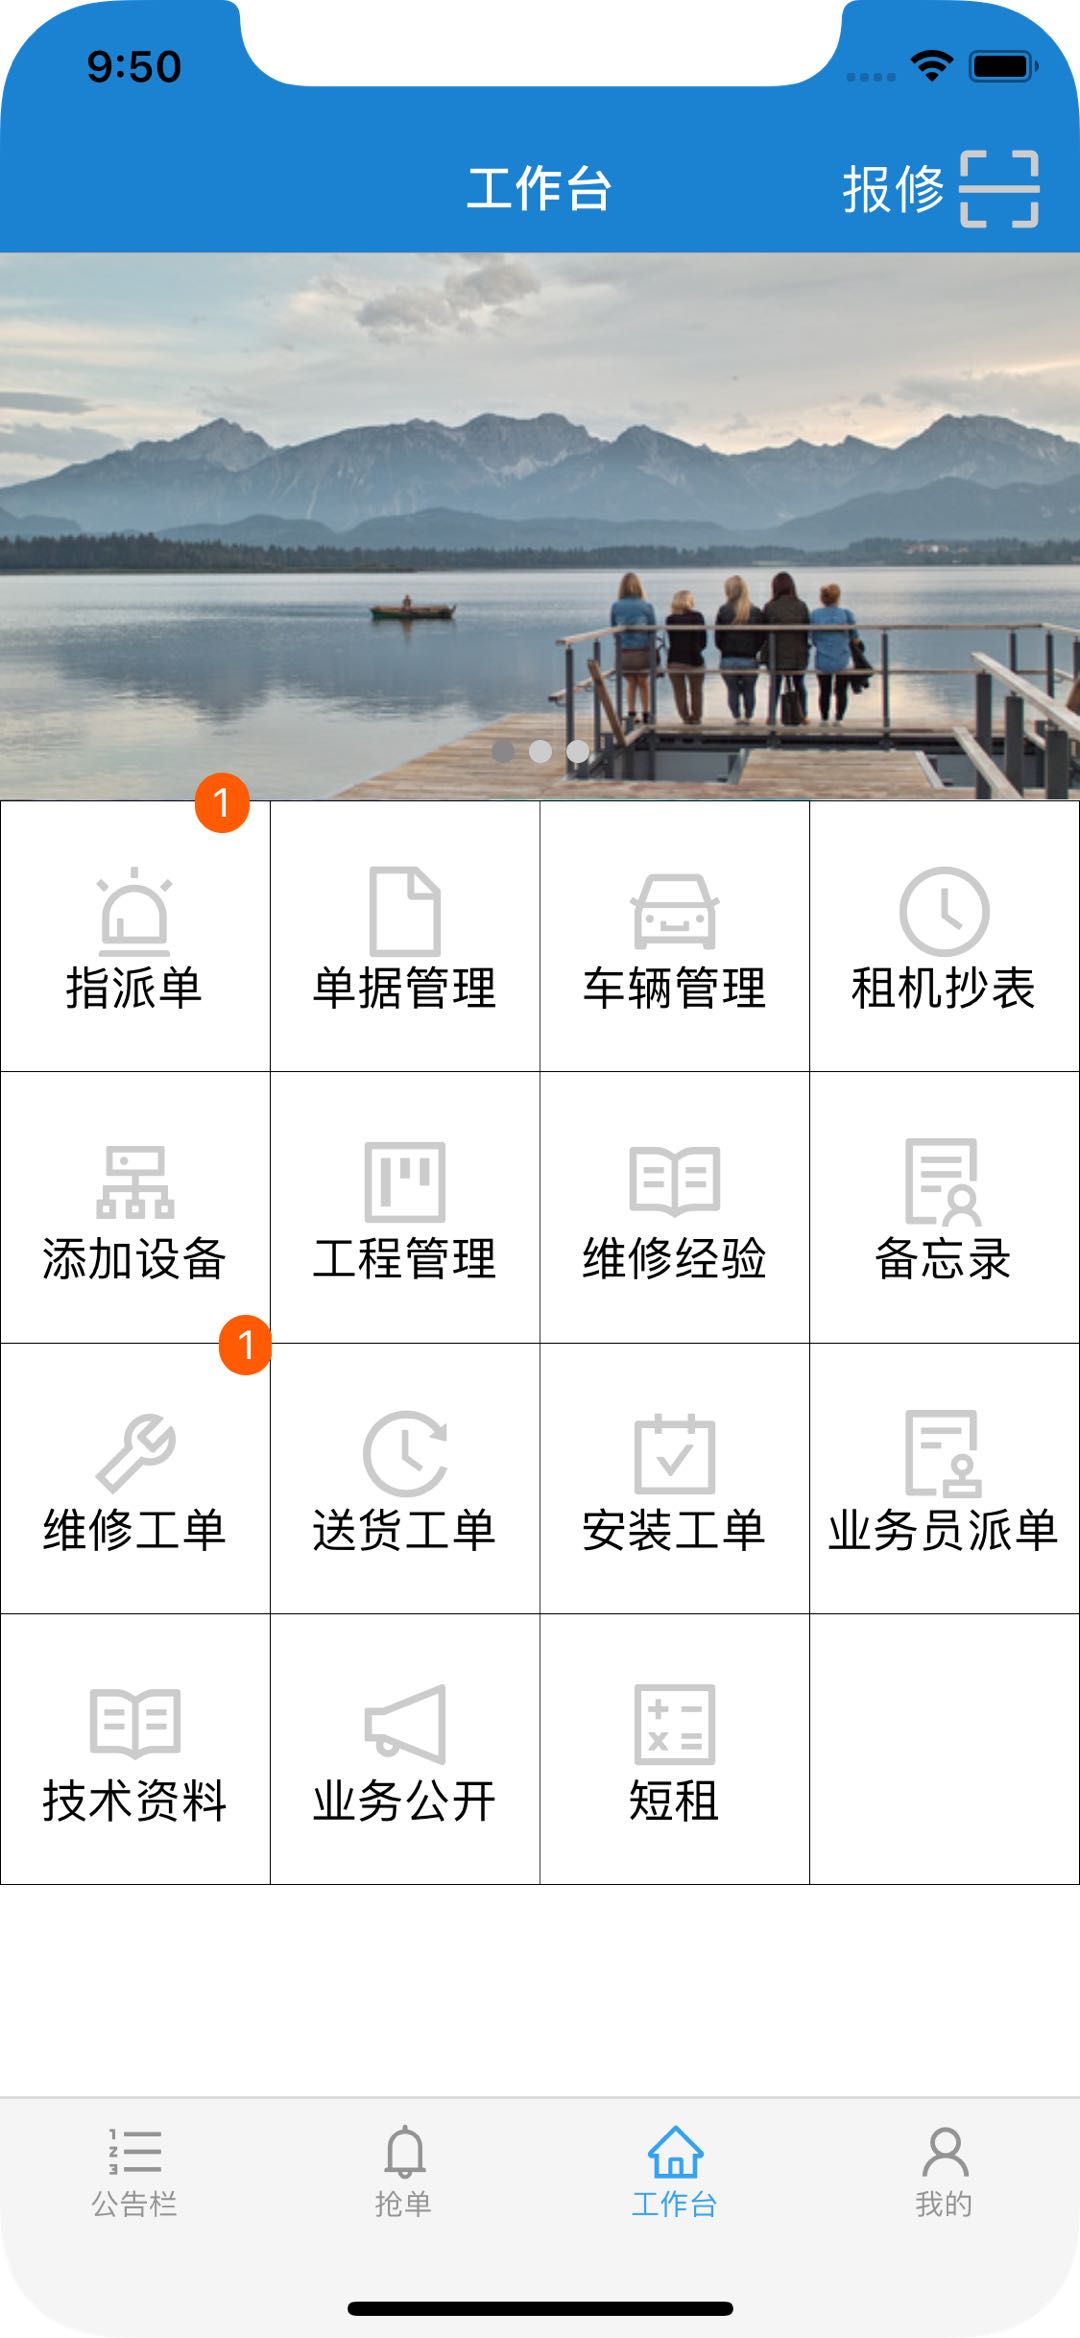 9:50
工作台
报修
1
指派单
单据管理
车辆管理
租机抄表
添加设备
工程管理
维修经验
备忘录
1
维修工单
送货工单
安装工单
业务员派单
技术资料
业务公开
短租
公告栏
抢单
工作台
我的